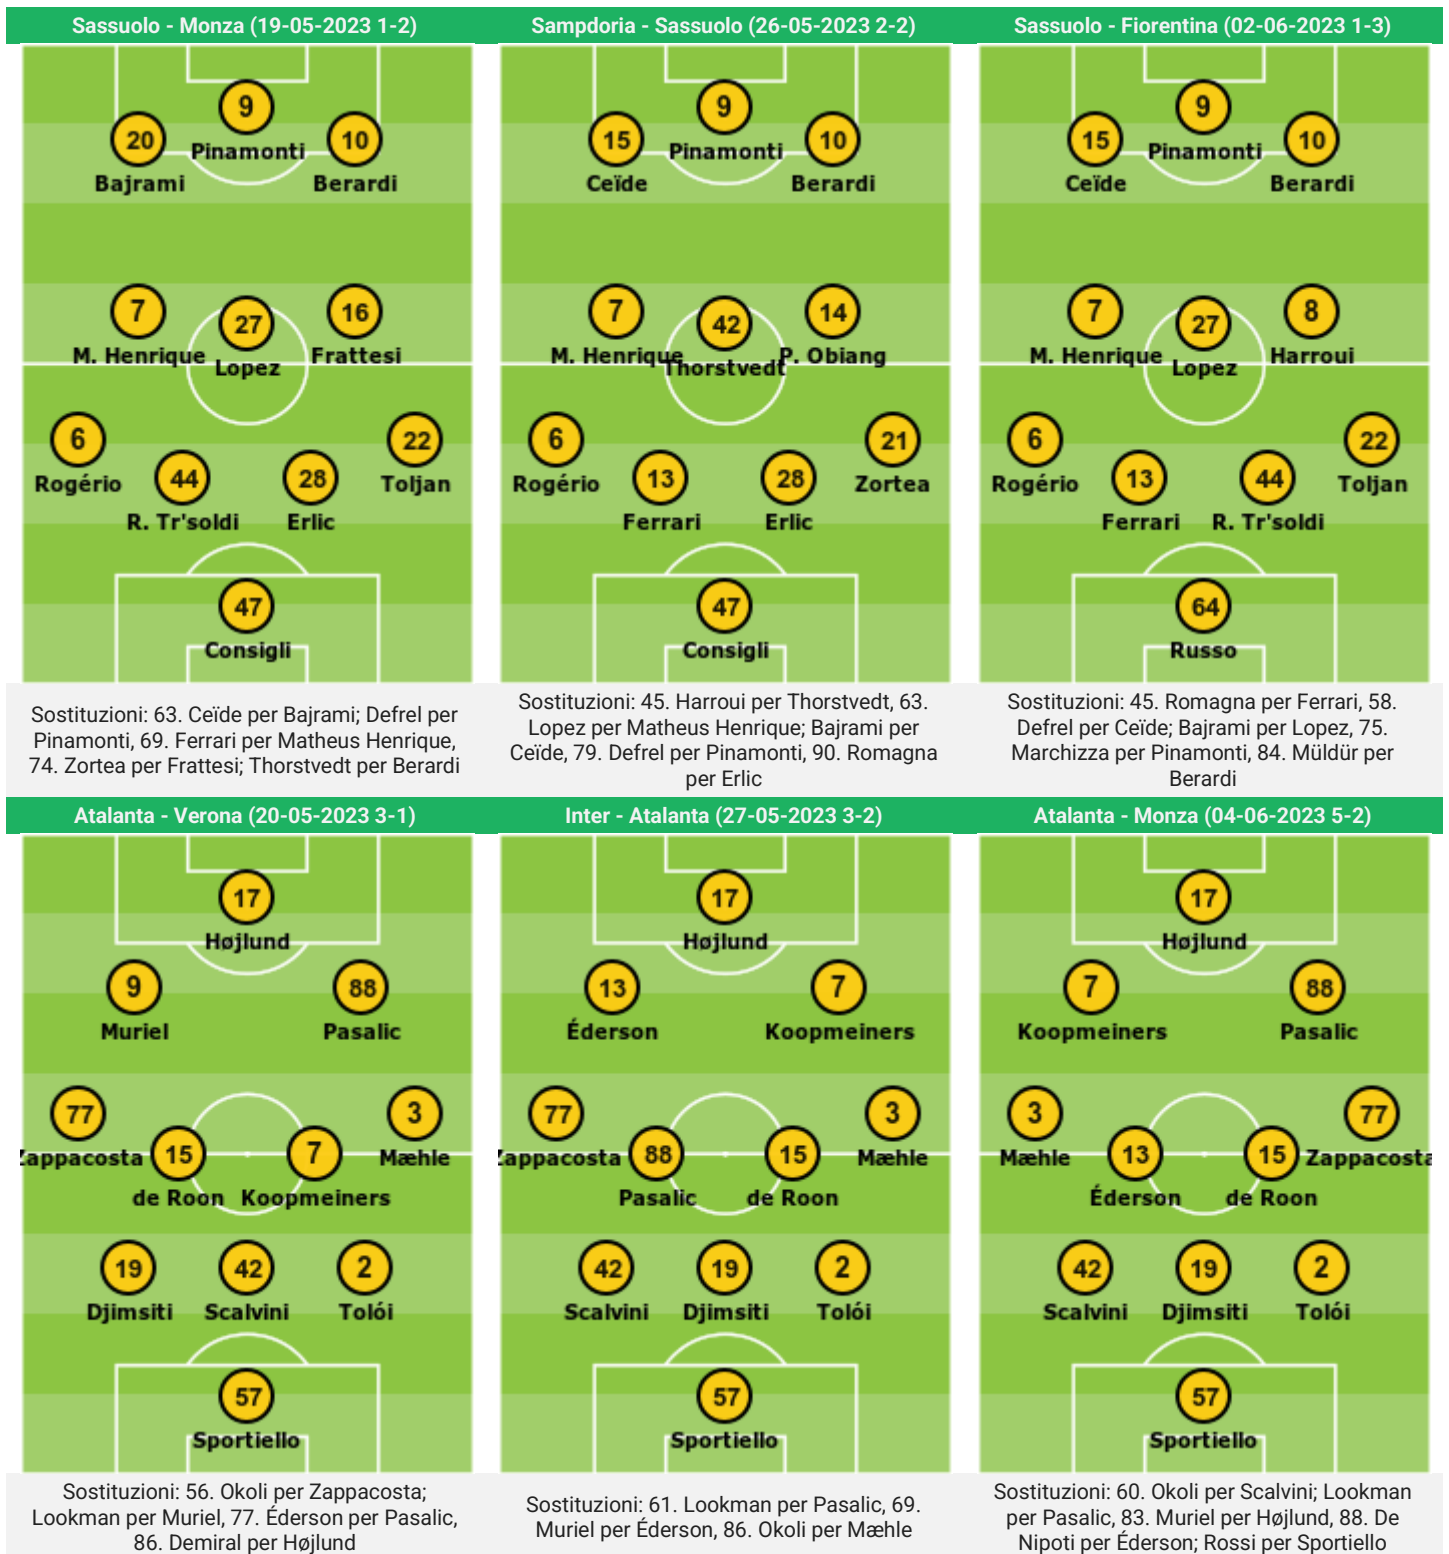 Sassuolo - Monza (19-05-2023 1-2)
9
20
10
Pinamonti
Bajrami
Berardi
7
27
16
M. Henrique
Lopez
Frattesi
6
22
44
28
Rogério
Toljan
R. Tr'soldi
Erlic
47
Consigli
Sostituzioni: 63. Ceïde per Bajrami; Defrel per
Pinamonti, 69. Ferrari per Matheus Henrique,
74. Zortea per Frattesi; Thorstvedt per Berardi
Sampdoria - Sassuolo (26-05-2023 2-2)
9
15
10
Pinamonti
Ceïde
Berardi
7
42
14
M. Henrique
Thorstvedt
P. Obiang
6
21
13
28
Rogério
Zortea
Ferrari
Erlic
47
Consigli
Sostituzioni: 45. Harroui per Thorstvedt, 63.
Lopez per Matheus Henrique; Bajrami per
Ceïde, 79. Defrel per Pinamonti, 90. Romagna
per Erlic
Sassuolo - Fiorentina (02-06-2023 1-3)
9
15
10
Pinamonti
Ceïde
Berardi
7
27
8
M. Henrique
Lopez
Harroui
6
22
13
44
Rogério
Toljan
Ferrari
R. Tr'soldi
64
Russo
Sostituzioni: 45. Romagna per Ferrari, 58.
Defrel per Ceïde; Bajrami per Lopez, 75.
Marchizza per Pinamonti, 84. Müldür per
Berardi
Atalanta - Verona (20-05-2023 3-1)
17
Højlund
9
88
Muriel
Pasalic
77
3
15
7
Zappacosta
Mæhle
de Roon
Koopmeiners
19
42
2
Djimsiti
Scalvini
Tolói
57
Sportiello
Sostituzioni: 56. Okoli per Zappacosta;
Lookman per Muriel, 77. Éderson per Pasalic,
86. Demiral per Højlund
Inter - Atalanta (27-05-2023 3-2)
17
Højlund
13
7
Éderson
Koopmeiners
77
3
88
15
Zappacosta
Mæhle
Pasalic
de Roon
42
19
2
Scalvini
Djimsiti
Tolói
57
Sportiello
Sostituzioni: 61. Lookman per Pasalic, 69.
Muriel per Éderson, 86. Okoli per Mæhle
Atalanta - Monza (04-06-2023 5-2)
17
Højlund
7
88
Koopmeiners
Pasalic
3
77
13
15
Mæhle
Zappacosta
Éderson
de Roon
42
19
2
Scalvini
Djimsiti
Tolói
57
Sportiello
Sostituzioni: 60. Okoli per Scalvini; Lookman
per Pasalic, 83. Muriel per Højlund, 88. De
Nipoti per Éderson; Rossi per Sportiello